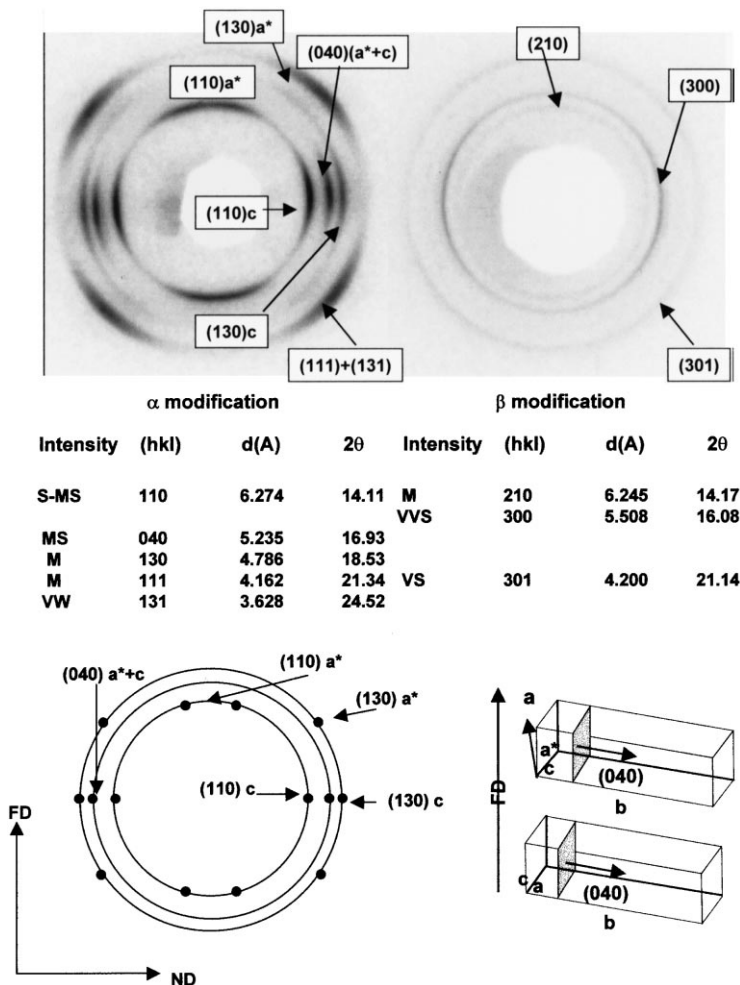 (130)a*
(040)(a*+c)
(110)a*
(110)c
(130)c
(111)+(131)
(210)
(300)
(301)
α modification β modification
Intensity (hkl) d(A) 2θ Intensity (hkl) d(A) 2θ
S-MS 110 6.274 14.11 M 210 6.245 14.17
VVS 300 5.508 16.08
MS 040 5.235 16.93
M 130 4.786 18.53
M 111 4.162 21.34 VS 301 4.200 21.14
VW 131 3.628 24.52
(040) a*+c
(110) a*
(130) a*
(110) c
(130) c
FD
ND
FD
a
a*
c
(040)
b
c
a
(040)
b